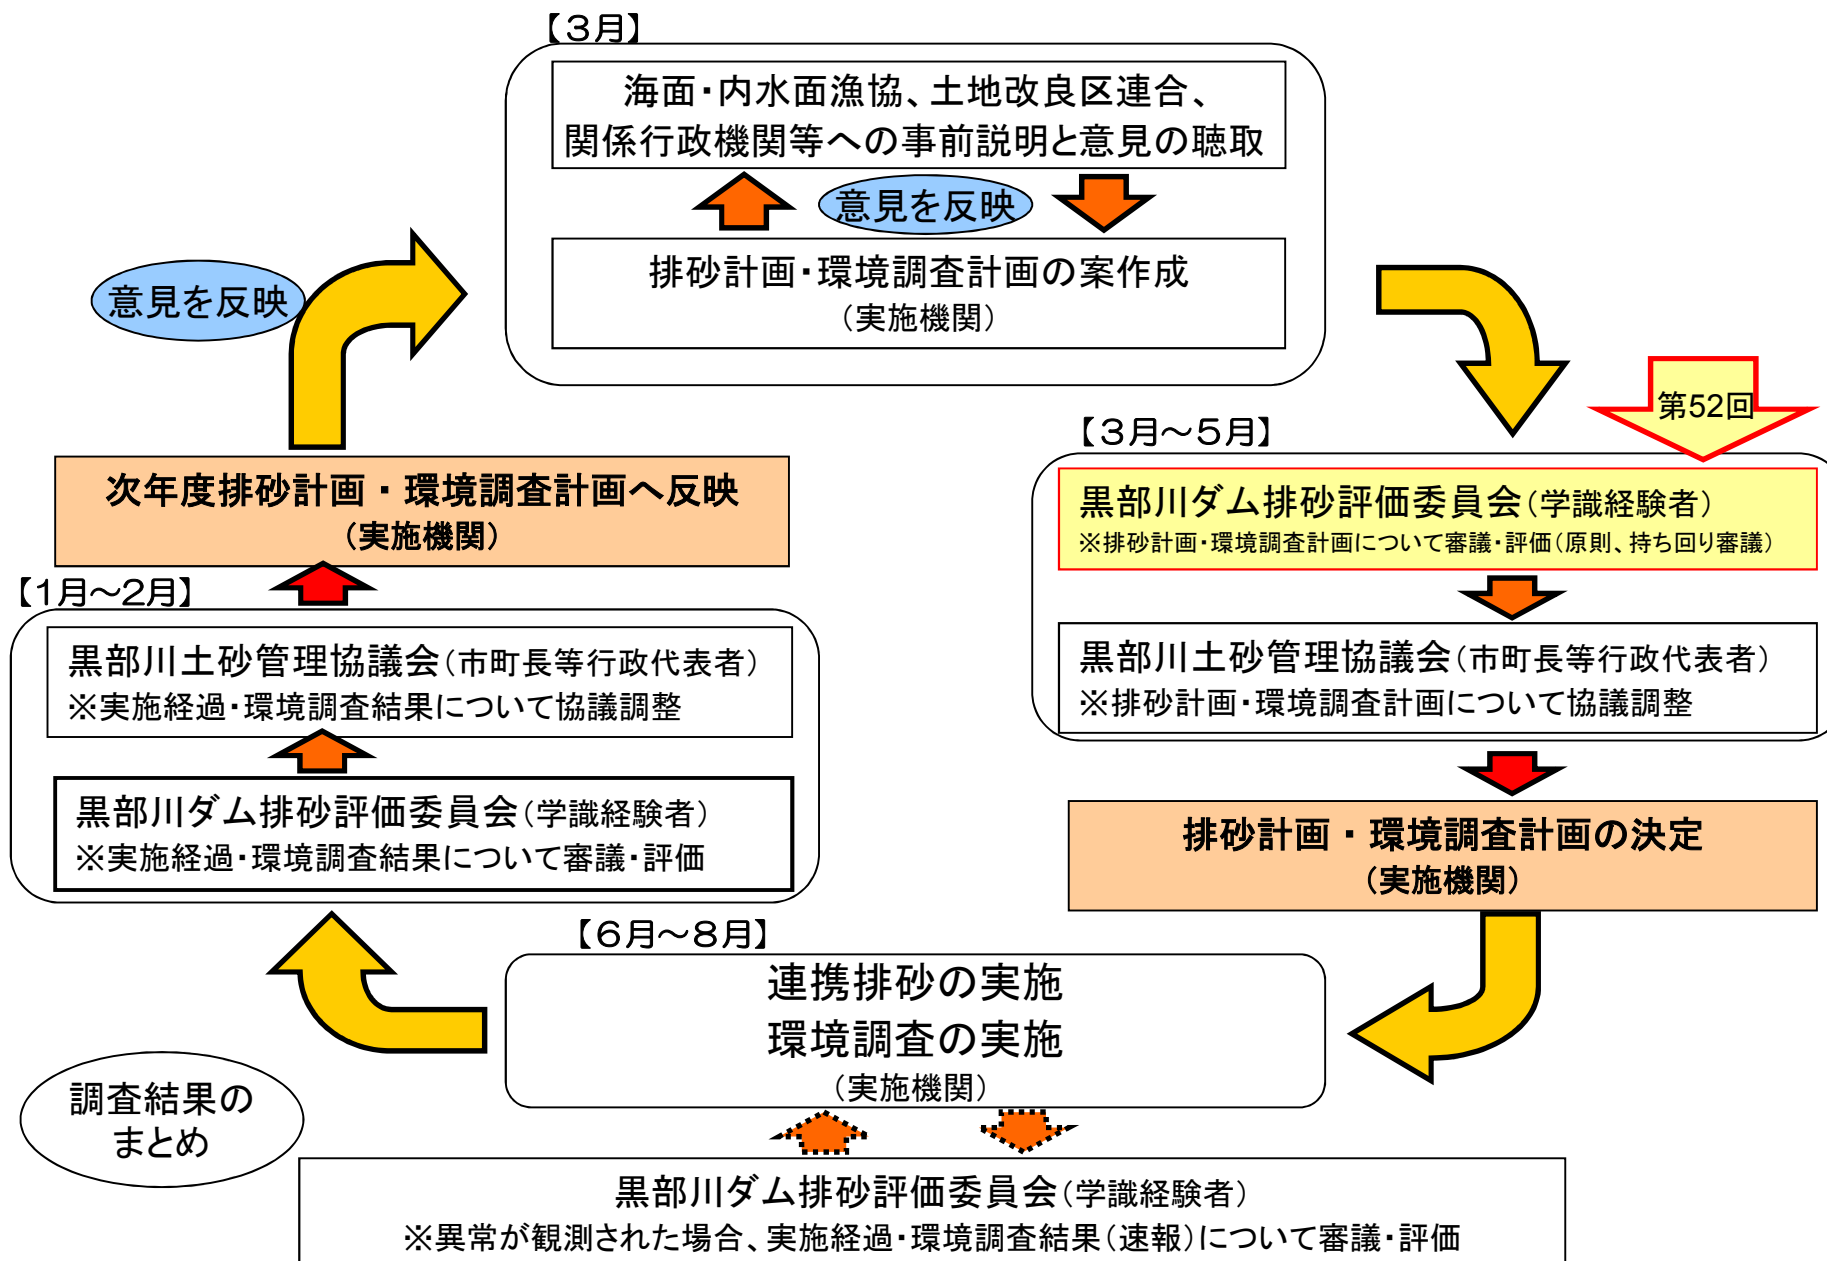 【３月】
海面・内水面漁協、土地改良区連合、
関係行政機関等への事前説明と意見の聴取
意見を反映
排砂計画・環境調査計画の案作成
（実施機関）
意見を反映
第52回
【３月～５月】
黒部川ダム排砂評価委員会（学識経験者）
※排砂計画・環境調査計画について審議・評価（原則、持ち回り審議）
黒部川土砂管理協議会（市町長等行政代表者）
※排砂計画・環境調査計画について協議調整
排砂計画・環境調査計画の決定
（実施機関）
【６月～８月】
連携排砂の実施
環境調査の実施
（実施機関）
黒部川ダム排砂評価委員会（学識経験者）
※異常が観測された場合、実施経過・環境調査結果（速報）について審議・評価
調査結果の
まとめ
【１月～２月】
黒部川土砂管理協議会（市町長等行政代表者）
※実施経過・環境調査結果について協議調整
黒部川ダム排砂評価委員会（学識経験者）
※実施経過・環境調査結果について審議・評価
次年度排砂計画・環境調査計画へ反映
（実施機関）